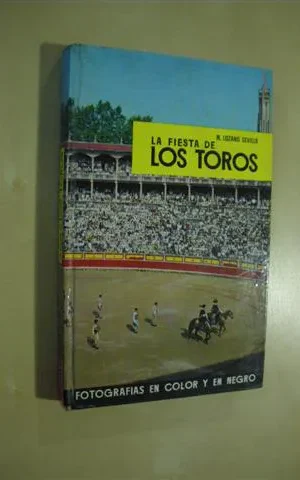 M. LOZANO SEVILLA
LA FIESTA DE
LOS TOROS
FOTOGRAFIAS EN COLOR Y EN NEGRO